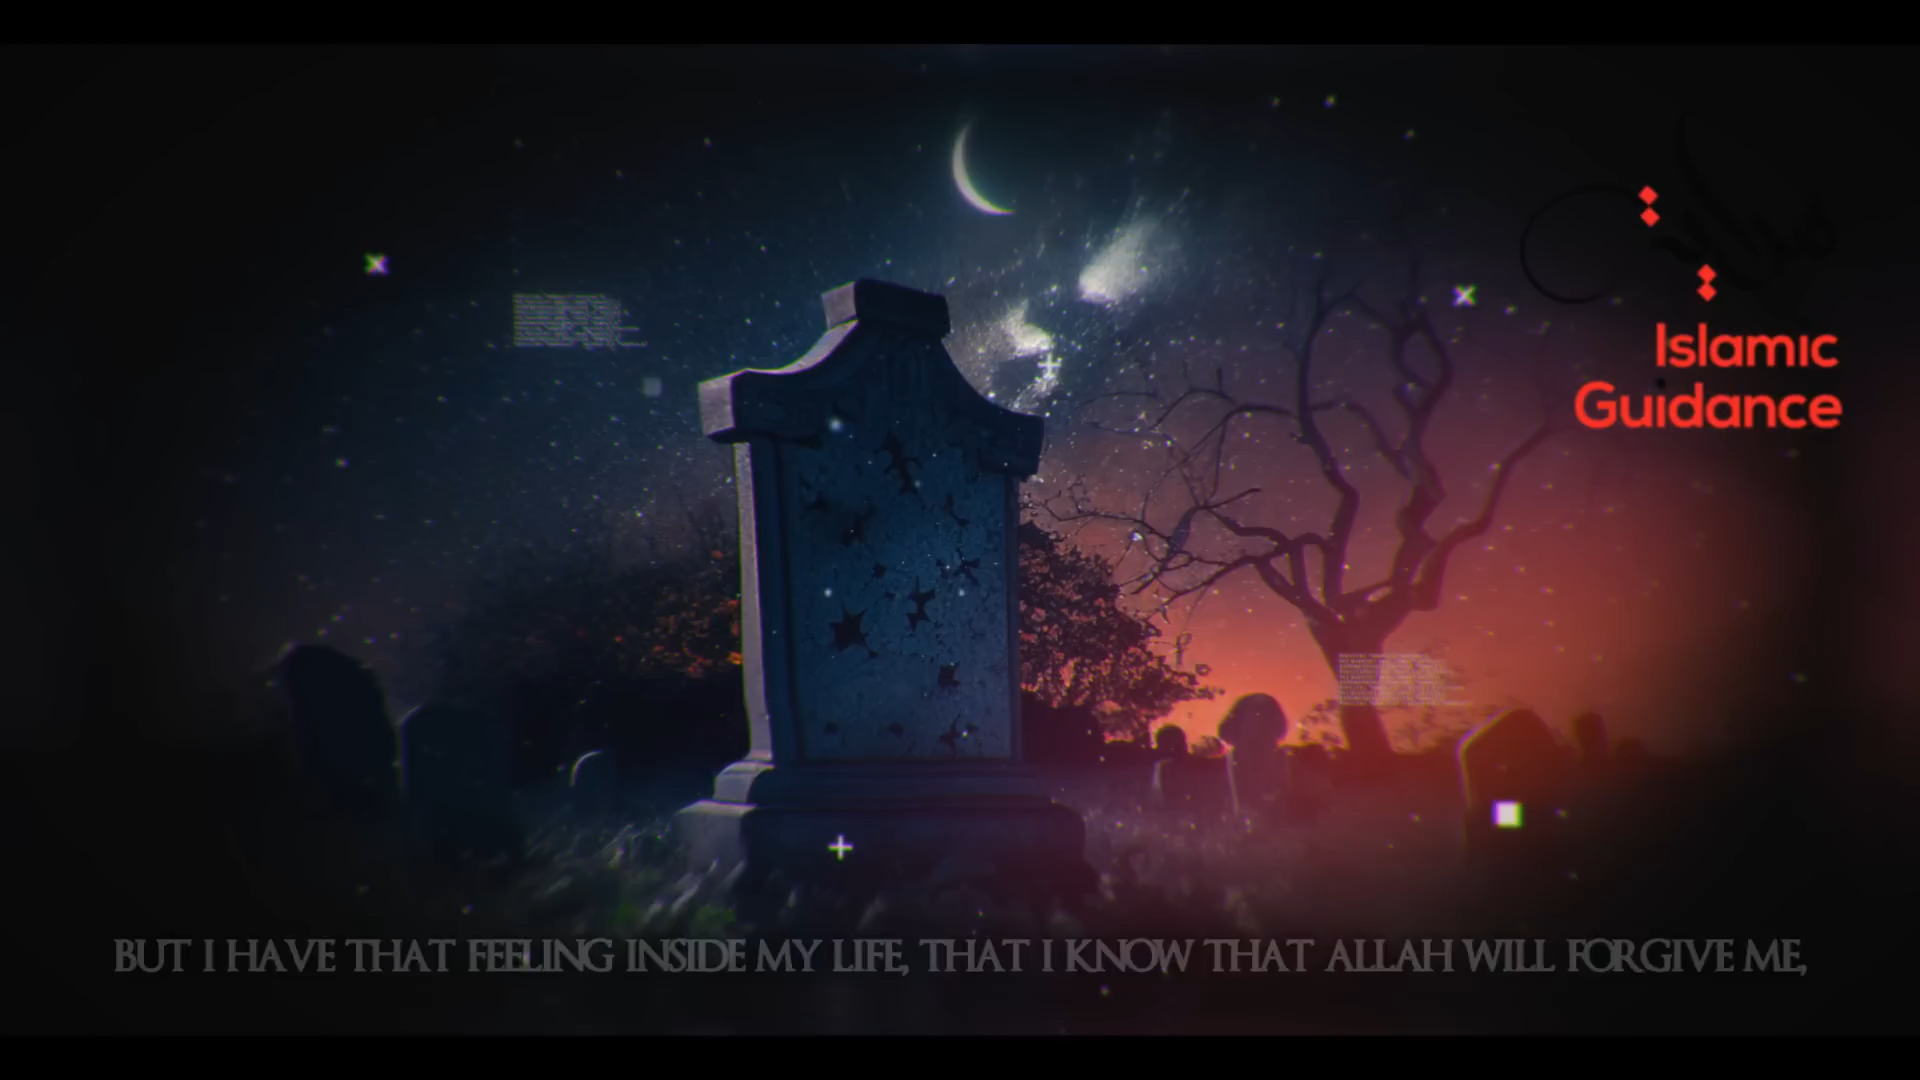 Islamic
Guidance
BUT I HAVE THAT FEELING INSIDE MY LIFE, THAT I KNOW THAT ALLAH WILL FORGIVE ME,